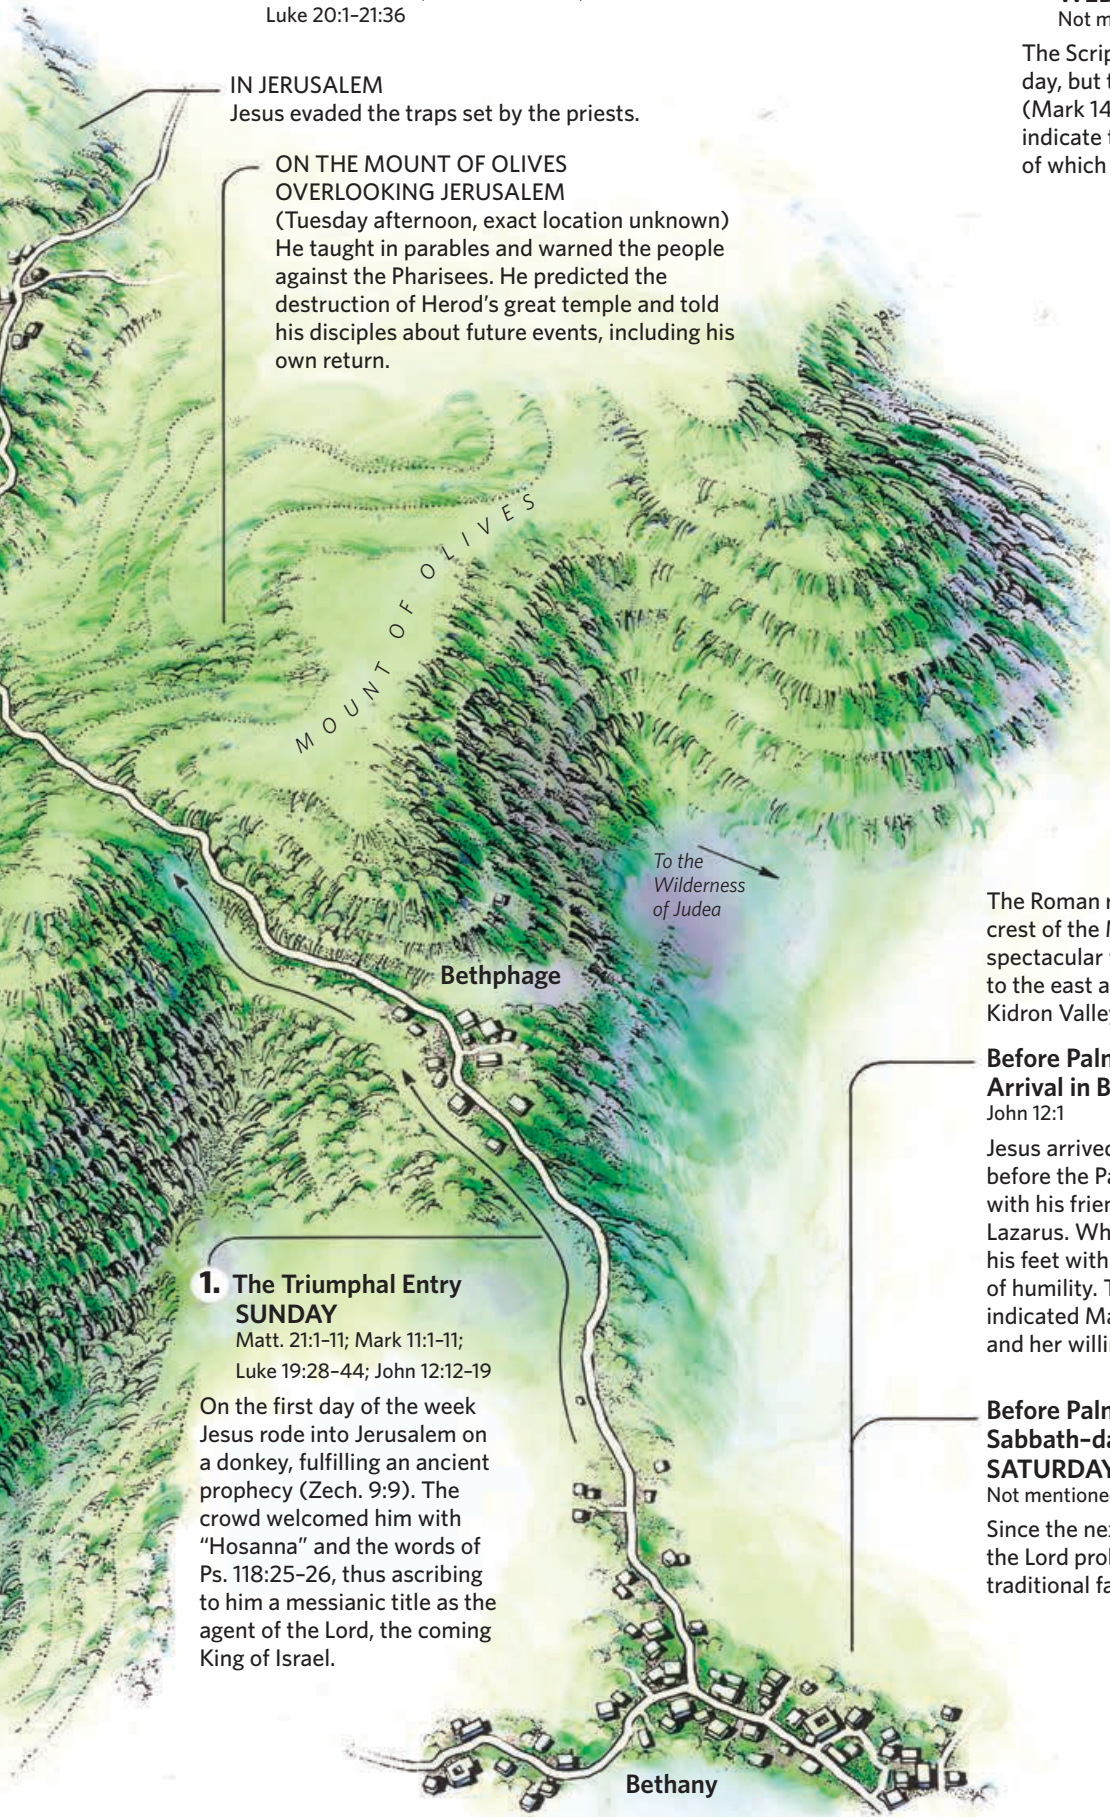 Luke 20:1–21:36
IN JERUSALEM
Jesus evaded the traps set by the priests.
ON THE MOUNT OF OLIVES
OVERLOOKING JERUSALEM
(Tuesday afternoon, exact location unknown)
He taught in parables and warned the people
against the Pharisees. He predicted the
destruction of Herod’s great temple and told
his disciples about future events, including his
own return.
Not m
The Scrip
day, but t
(Mark 14
indicate t
of which
MOUNT OF OLIVES
To the
Wilderness
of Judea
Bethphage
1. The Triumphal Entry
SUNDAY
Matt. 21:1–11; Mark 11:1–11;
Luke 19:28–44; John 12:12–19
On the first day of the week
Jesus rode into Jerusalem on
a donkey, fulfilling an ancient
prophecy (Zech. 9:9). The
crowd welcomed him with
“Hosanna” and the words of
Ps. 118:25–26, thus ascribing
to him a messianic title as the
agent of the Lord, the coming
King of Israel.
The Roman r
crest of the M
spectacular
to the east a
Kidron Valley
Before Palm
Arrival in B
John 12:1
Jesus arrived
before the Pa
with his frien
Lazarus. Wh
his feet with
of humility. T
indicated Ma
and her willi
Before Palm
Sabbath–da
SATURDAY
Not mentione
Since the nex
the Lord prob
traditional fa
Bethany